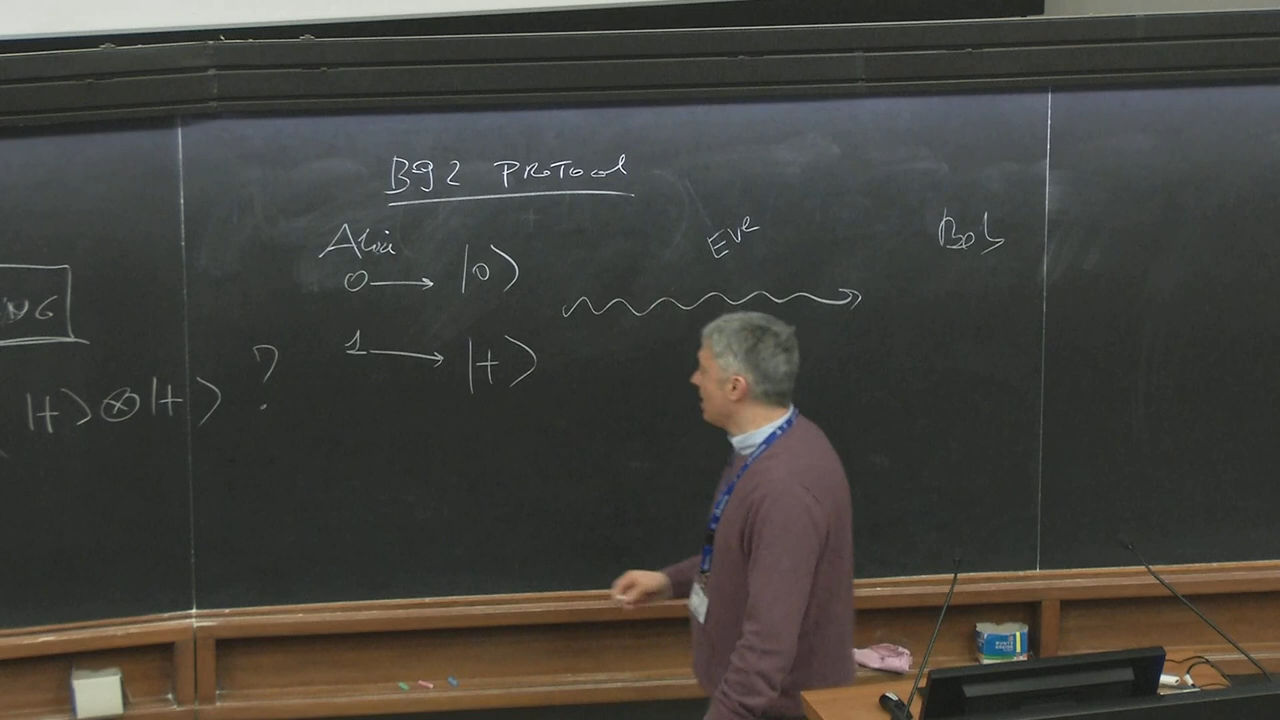 B92 PROTOCOL
Alice
Eve
Bob
0 → |0⟩
1 → |+⟩
|+⟩⊗|+⟩ ?